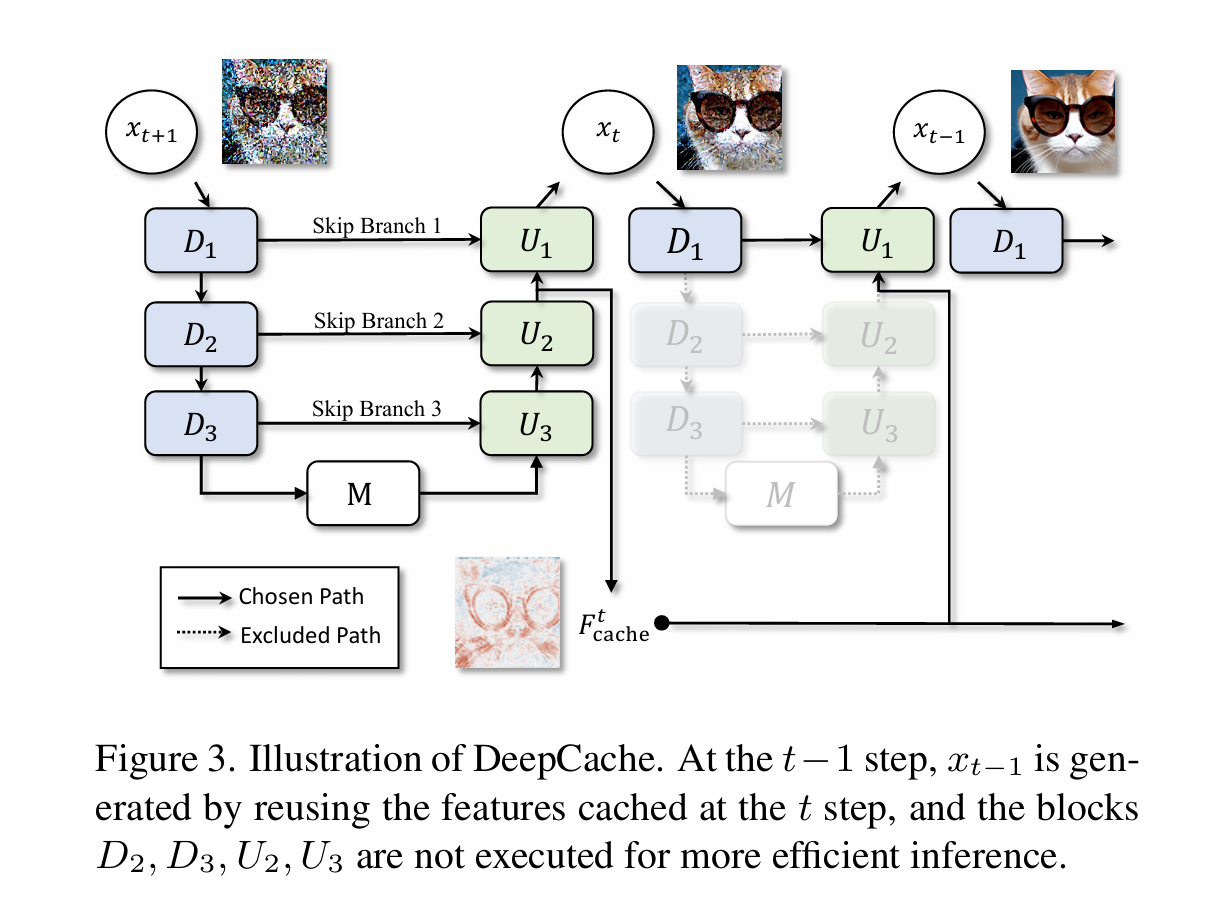 x_{t+1}
x_t
x_{t−1}
D_1
Skip Branch 1
U_1
D_1
U_1
D_1
D_2
Skip Branch 2
U_2
D_2
U_2
D_3
Skip Branch 3
U_3
D_3
U_3
M
M
Chosen Path
Excluded Path
F^t_{cache}
Figure 3. Illustration of DeepCache. At the t−1 step, x_{t−1} is gen-
erated by reusing the features cached at the t step, and the blocks
D_2, D_3, U_2, U_3 are not executed for more efficient inference.